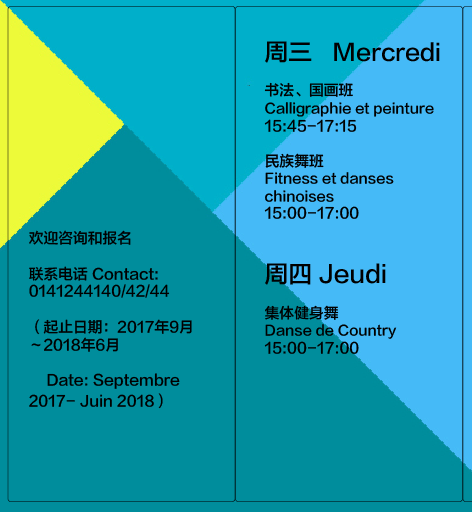 欢迎咨询和报名
联系电话 Contact:
0141244140/42/44
（起止日期：2017年9月
～2018年6月
Date: Septembre
2017- Juin 2018）
周三 Mercredi
书法、国画班
Calligraphie et peinture
15:45-17:15
民族舞班
Fitness et danses
chinoises
15:00-17:00
周四 Jeudi
集体健身舞
Danse de Country
15:00-17:00